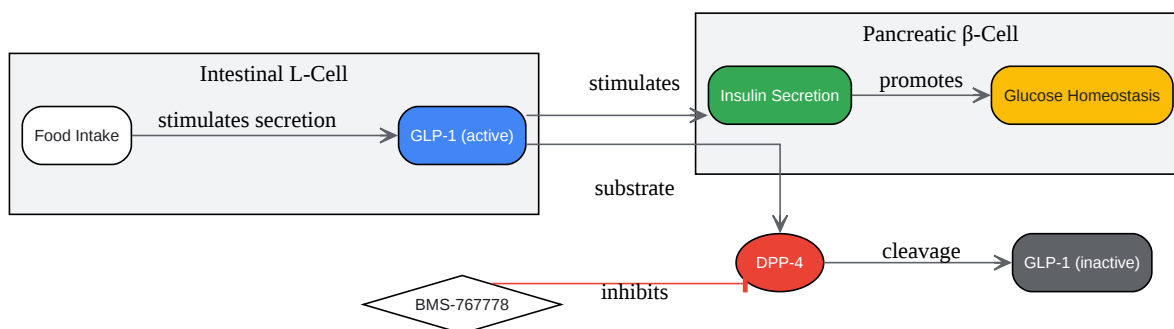 Pancreatic β-Cell
Intestinal L-Cell
stimulates
Insulin Secretion
promotes
Glucose Homeostasis
Food Intake
stimulates secretion
GLP-1 (active)
substrate
DPP-4
cleavage
GLP-1 (inactive)
BMS-767778
inhibits